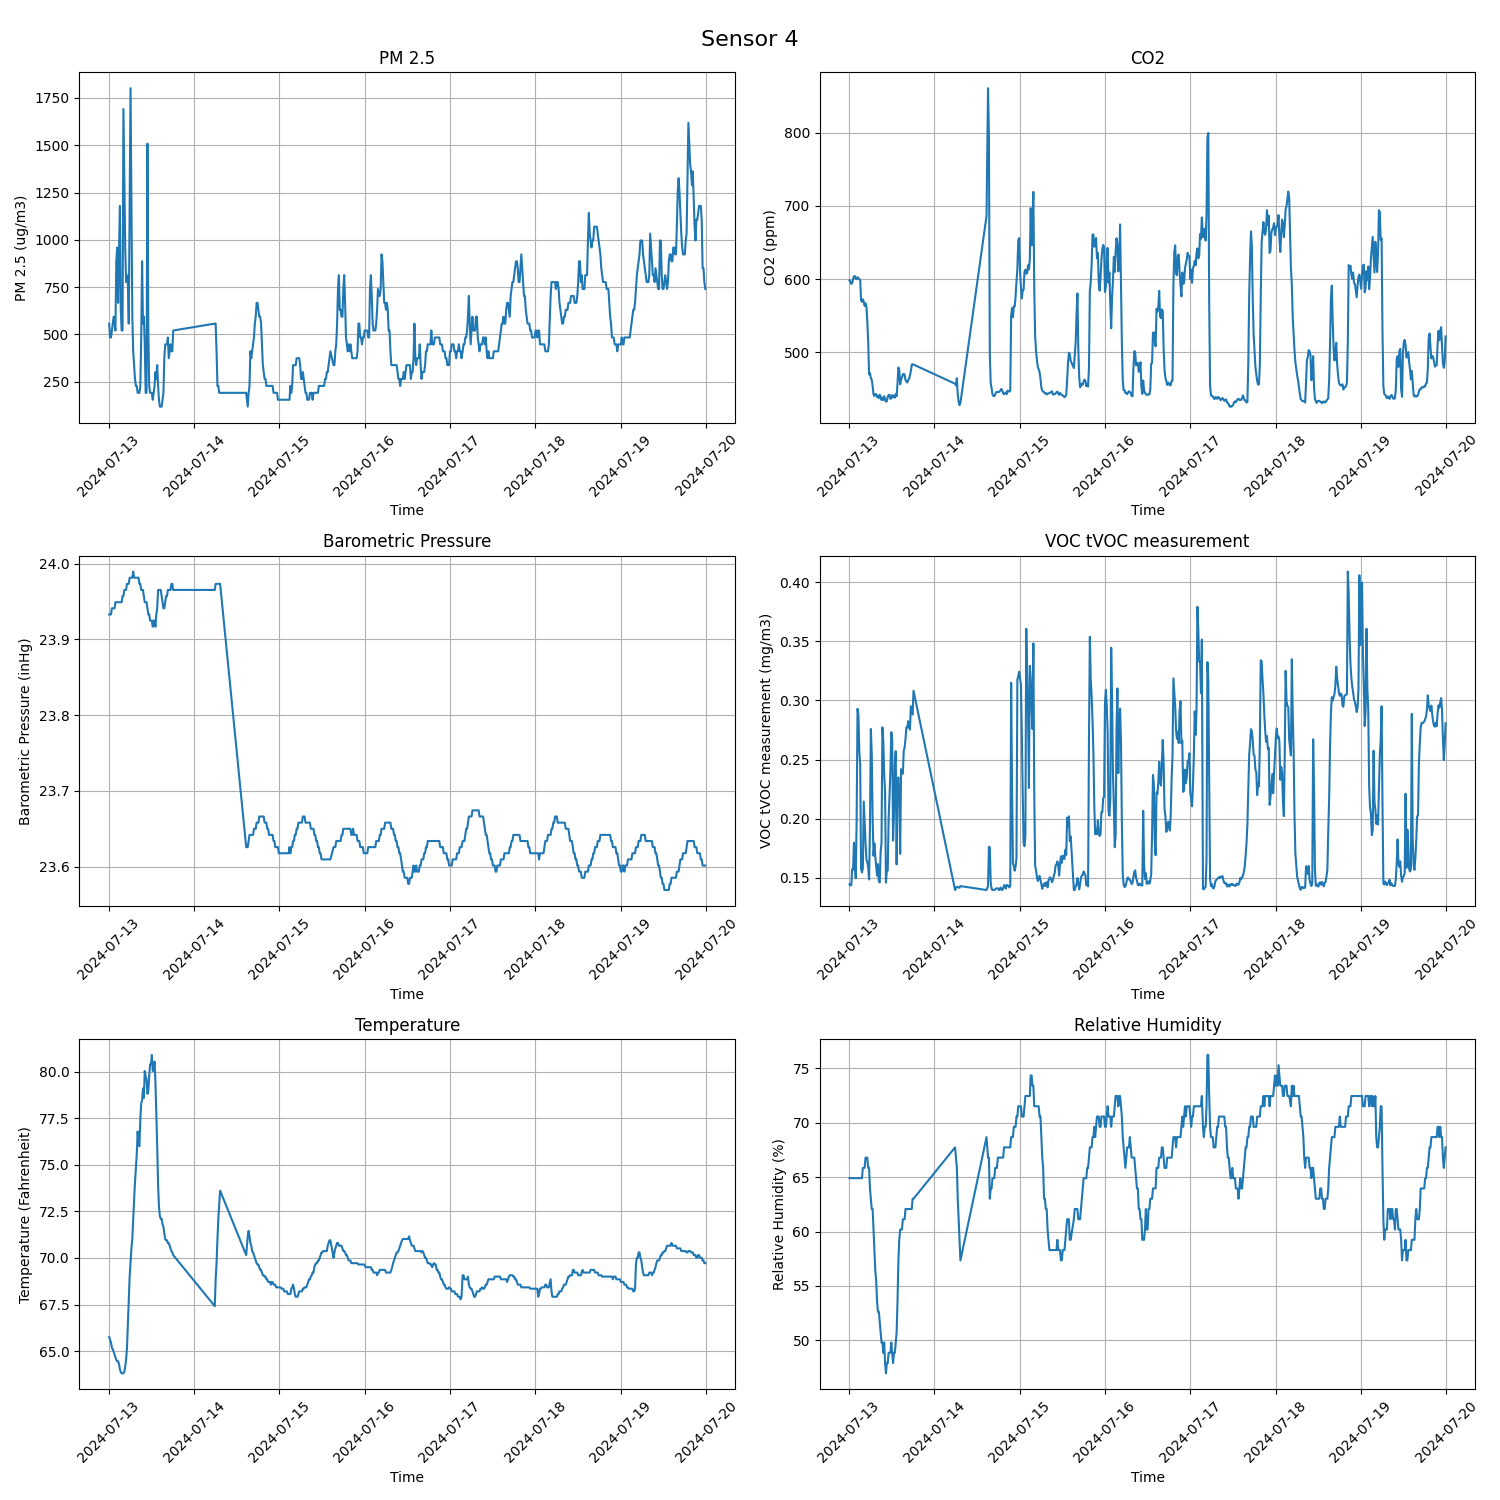 Sensor 4
PM 2.5
PM 2.5 (ug/m3)
1750
1500
1250
1000
750
500
250
2024-07-13 2024-07-14 2024-07-15 2024-07-16 2024-07-17 2024-07-18 2024-07-19 2024-07-20
Time
CO2
CO2 (ppm)
800
700
600
500
2024-07-13 2024-07-14 2024-07-15 2024-07-16 2024-07-17 2024-07-18 2024-07-19 2024-07-20
Time
Barometric Pressure
Barometric Pressure (inHg)
24.0
23.9
23.8
23.7
23.6
2024-07-13 2024-07-14 2024-07-15 2024-07-16 2024-07-17 2024-07-18 2024-07-19 2024-07-20
Time
VOC tVOC measurement
VOC tVOC measurement (mg/m3)
0.40
0.35
0.30
0.25
0.20
0.15
2024-07-13 2024-07-14 2024-07-15 2024-07-16 2024-07-17 2024-07-18 2024-07-19 2024-07-20
Time
Temperature
Temperature (Fahrenheit)
80.0
77.5
75.0
72.5
70.0
67.5
65.0
2024-07-13 2024-07-14 2024-07-15 2024-07-16 2024-07-17 2024-07-18 2024-07-19 2024-07-20
Time
Relative Humidity
Relative Humidity (%)
75
70
65
60
55
50
2024-07-13 2024-07-14 2024-07-15 2024-07-16 2024-07-17 2024-07-18 2024-07-19 2024-07-20
Time